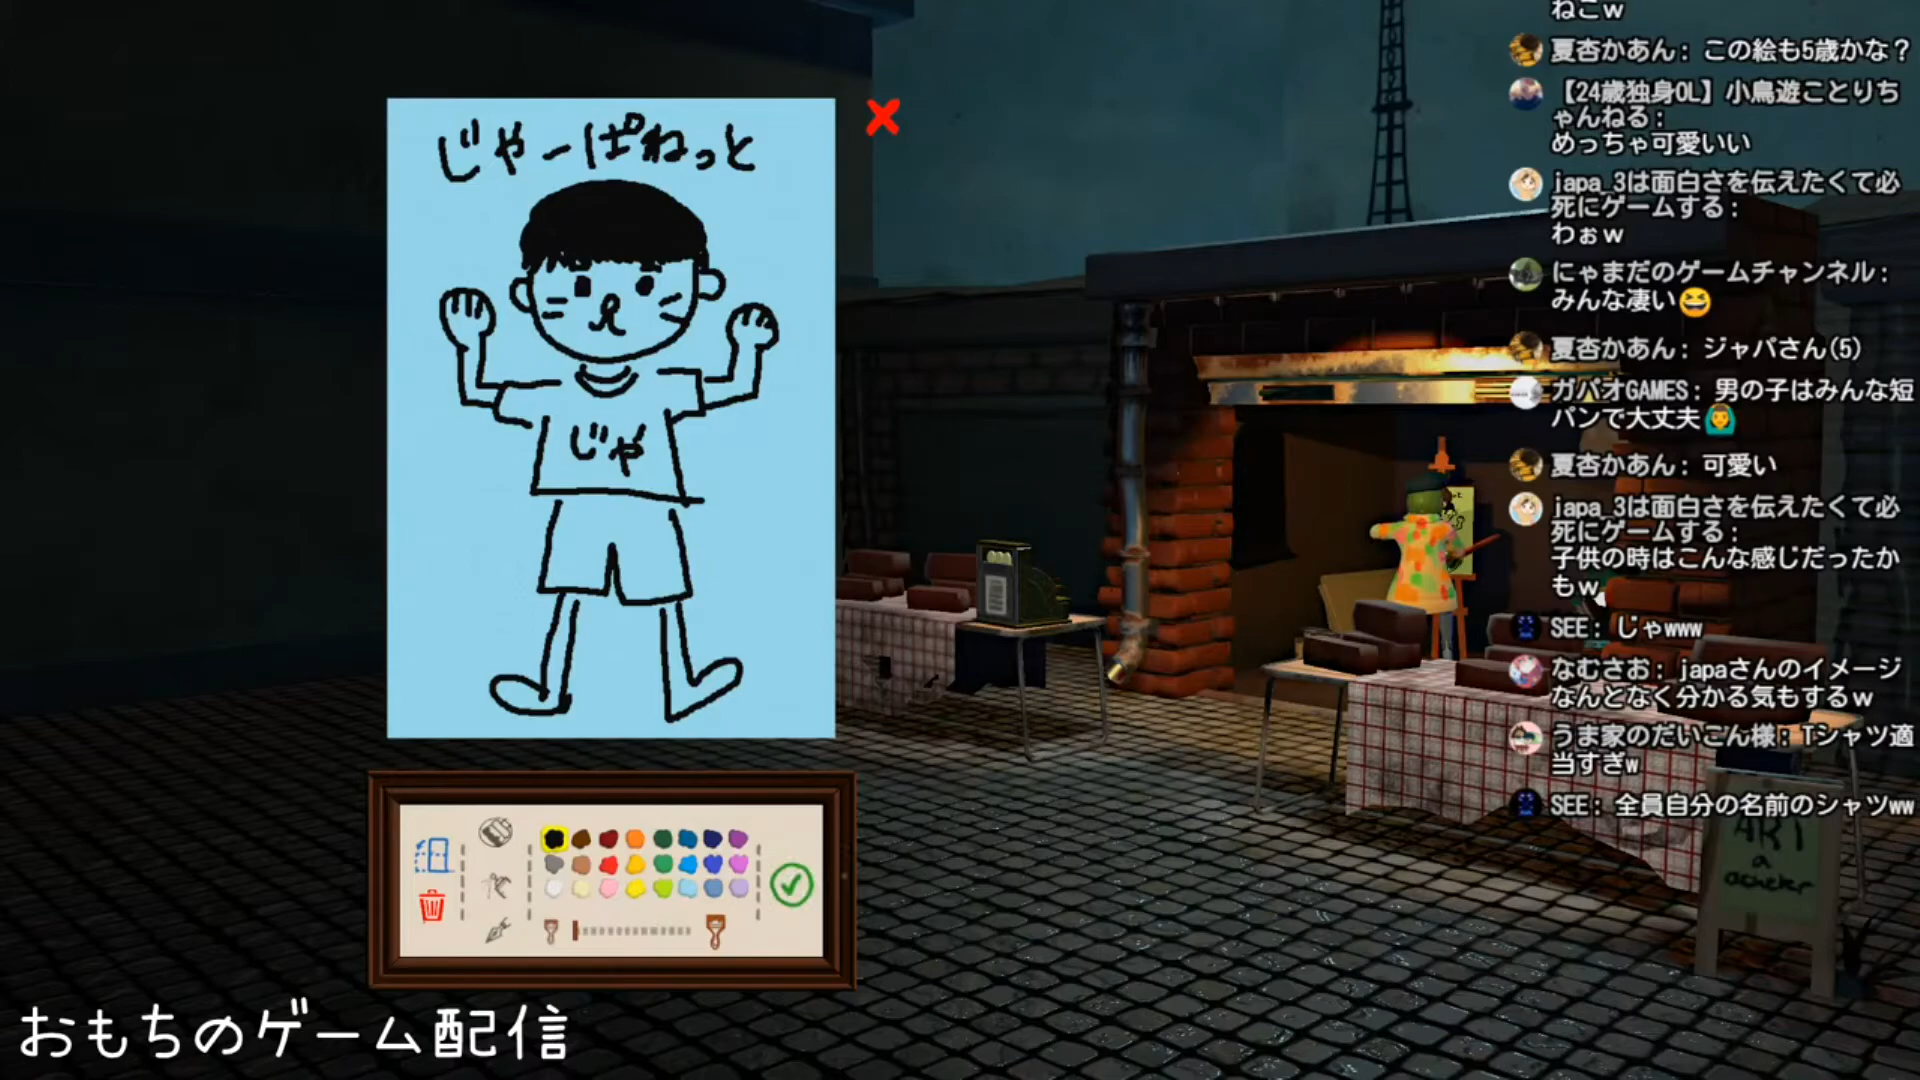 じゃーぱねっと
じゃ
ねこw
夏杏かあん: この絵も5歳かな?
【24歳独身OL】小鳥遊ことりち
ゃんねる:
めっちゃ可愛いい
japa_3は面白さを伝えたくて必
死にゲームする:
わぉw
にゃまだのゲームチャンネル:
みんな凄い😆
夏杏かあん: ジャパさん(5)
ガバオGAMES: 男の子はみんな短
パンで大丈夫🙆‍♂️
夏杏かあん: 可愛い
japa_3は面白さを伝えたくて必
死にゲームする:
子供の時はこんな感じだったか
もw
SEE: じゃwww
なむさお: japaさんのイメージ
なんとなく分かる気もするw
うま家のだいこん様: Tシャツ適
当すぎw
SEE: 全員自分の名前のシャツww
ART
a
acheter
おもちのゲーム配信